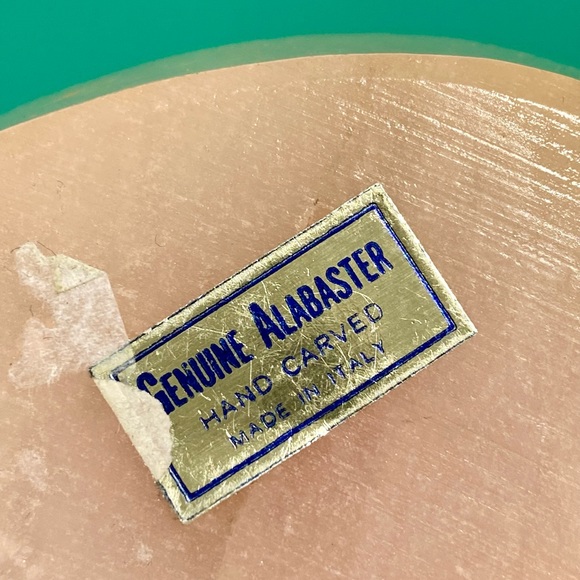 GENUINE ALABASTER
HAND CARVED
MADE IN ITALY